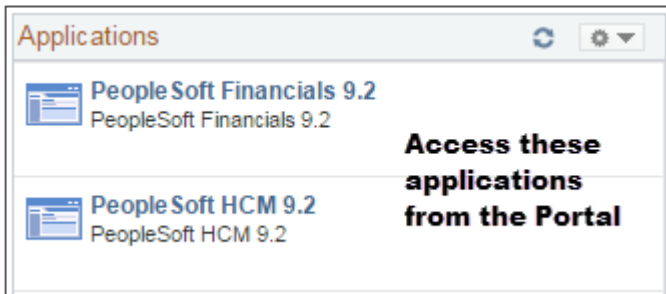 Applications
PeopleSoft Financials 9.2
PeopleSoft Financials 9.2
Access these
applications
from the Portal
PeopleSoft HCM 9.2
PeopleSoft HCM 9.2